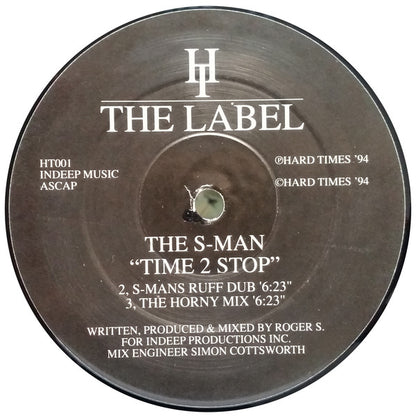 HT
THE LABEL
HT001
INDEEP MUSIC
ASCAP
℗HARD TIMES '94
©HARD TIMES '94
THE S-MAN
“TIME 2 STOP”
2, S-MANS RUFF DUB '6:23"
3, THE HORNY MIX '6:23"
WRITTEN, PRODUCED & MIXED BY ROGER S.
FOR INDEEP PRODUCTIONS INC.
MIX ENGINEER SIMON COTTSWORTH